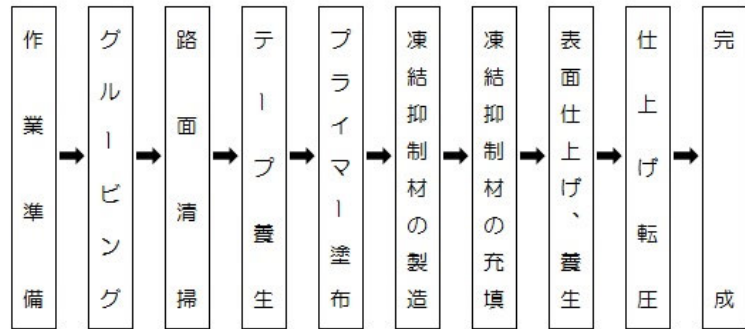 作業準備
グルービング
路面清掃
テープ養生
プライマー塗布
凍結抑制材の製造
凍結抑制材の充填
表面仕上げ、養生
仕上げ転圧
完成